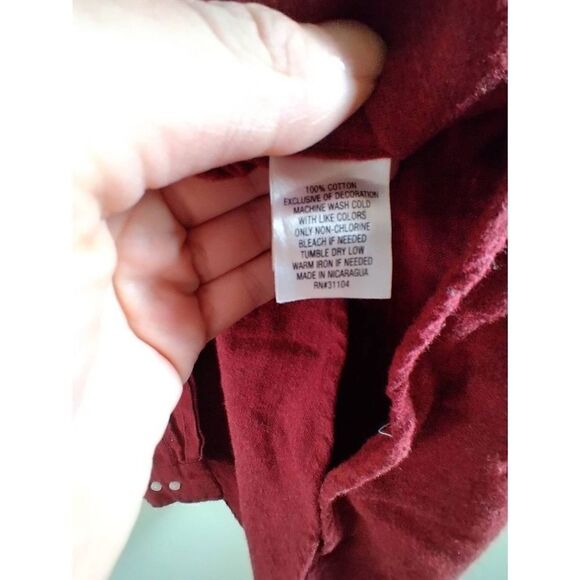 100% COTTON
EXCLUSIVE OF DECORATION
MACHINE WASH COLD
WITH LIKE COLORS
ONLY NON-CHLORINE
BLEACH IF NEEDED
TUMBLE DRY LOW
WARM IRON IF NEEDED
MADE IN NICARAGUA
RN#31104